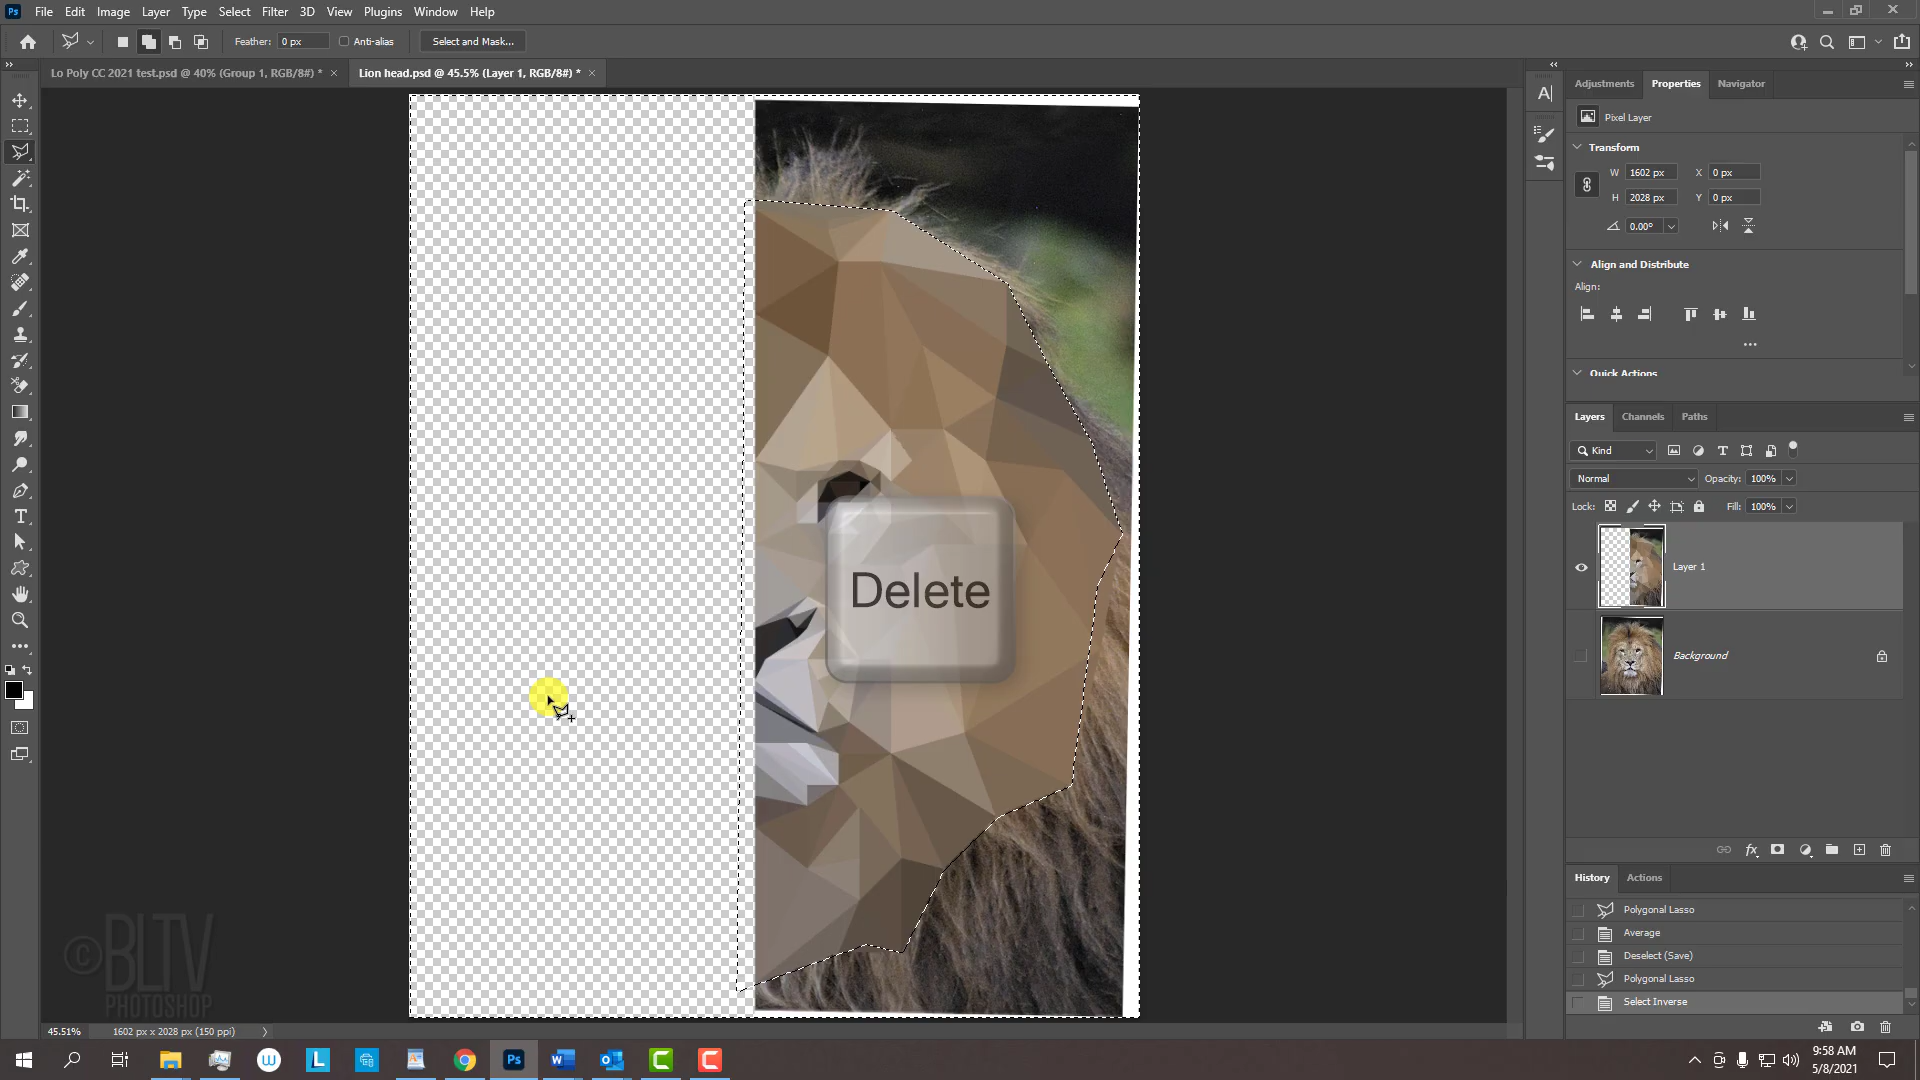 Ps File Edit Image Layer Type Select Filter 3D View Plugins Window Help
Feather: 0 px Anti-alias Select and Mask...
Lo Poly CC 2021 test.psd @ 40% (Group 1, RGB/8#) * × Lion head.psd @ 45.5% (Layer 1, RGB/8#) * ×
Adjustments Properties Navigator
Pixel Layer
Transform
W 1602 px X 0 px
H 2028 px Y 0 px
0.00°
Align and Distribute
Align:
Quick Actions
Layers Channels Paths
Kind
Normal Opacity: 100%
Lock: Fill: 100%
Layer 1
Background
Delete
History Actions
Polygonal Lasso
Average
Deselect (Save)
Polygonal Lasso
Select Inverse
©BLTV
PHOTOSHOP
45.51% 1602 px x 2028 px (150 ppi)
9:58 AM
5/8/2021